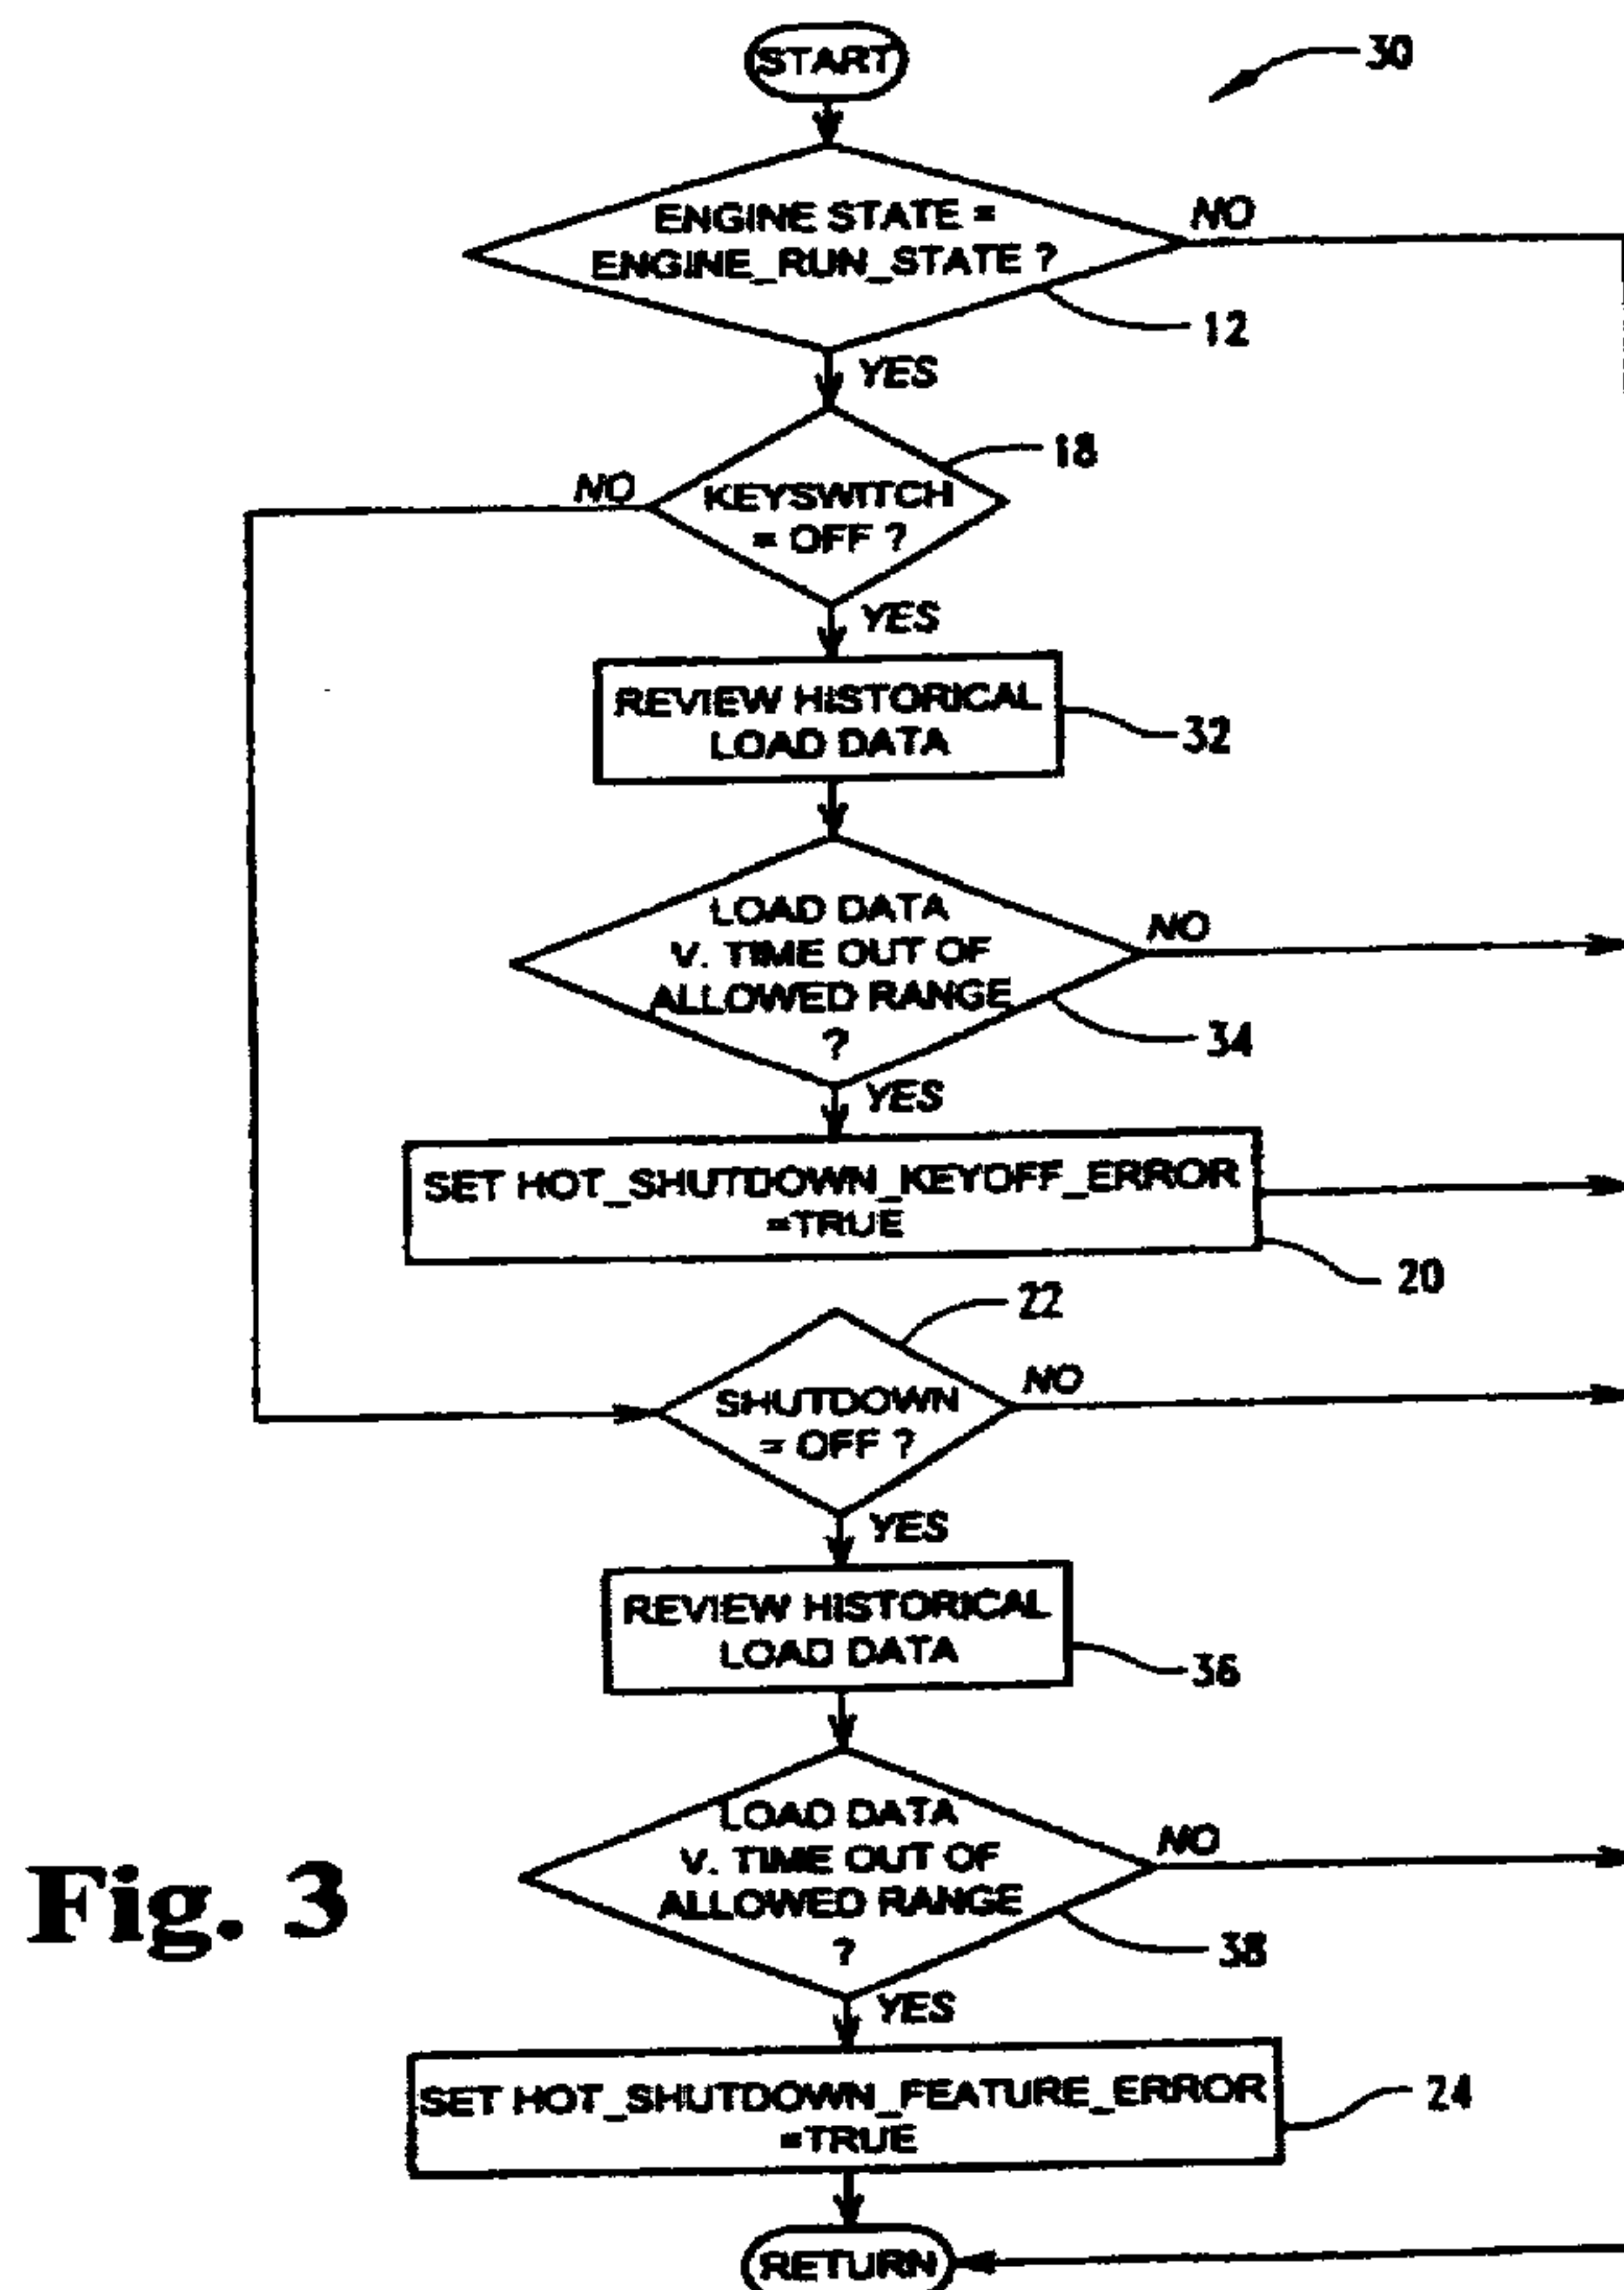 START
30
ENGINE STATE =
ENGINE_RUN_STATE ?
NO
12
YES
18
NO
KEYSWITCH
= OFF ?
YES
REVIEW HISTORICAL
LOAD DATA
32
LOAD DATA
V. TIME OUT OF
ALLOWED RANGE
?
NO
34
YES
SET HOT_SHUTDOWN_KEYOFF_ERROR
=TRUE
20
22
SHUTDOWN
= OFF ?
NO
YES
REVIEW HISTORICAL
LOAD DATA
36
LOAD DATA
V. TIME OUT OF
ALLOWED RANGE
?
NO
38
YES
Fig. 3
SET HOT_SHUTDOWN_FEATURE_ERROR
=TRUE
24
RETURN